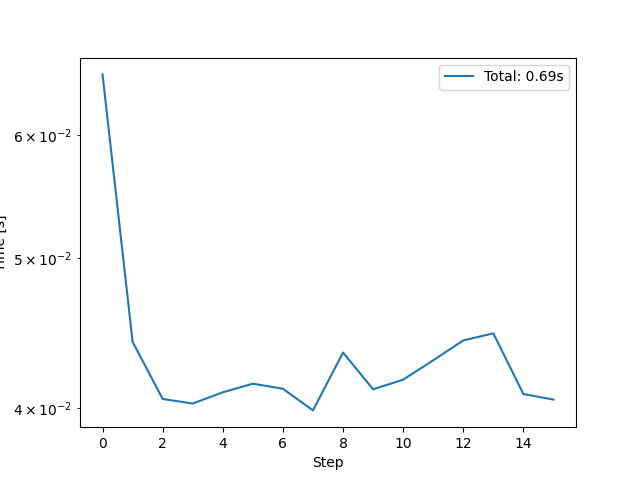 Total: 0.69s
6 × 10⁻²
5 × 10⁻²
4 × 10⁻²
Time [s]
0 2 4 6 8 10 12 14
Step